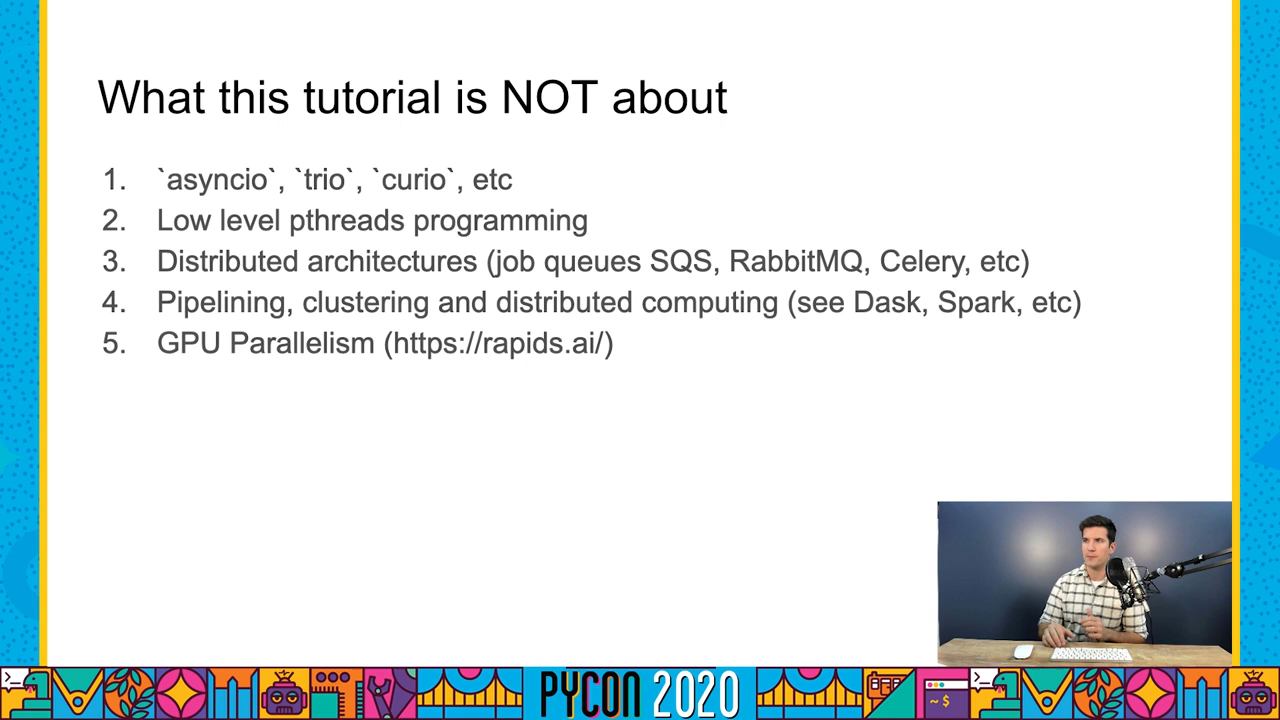 What this tutorial is NOT about
1. `asyncio`, `trio`, `curio`, etc
2. Low level pthreads programming
3. Distributed architectures (job queues SQS, RabbitMQ, Celery, etc)
4. Pipelining, clustering and distributed computing (see Dask, Spark, etc)
5. GPU Parallelism (https://rapids.ai/)
PYCON 2020
~$